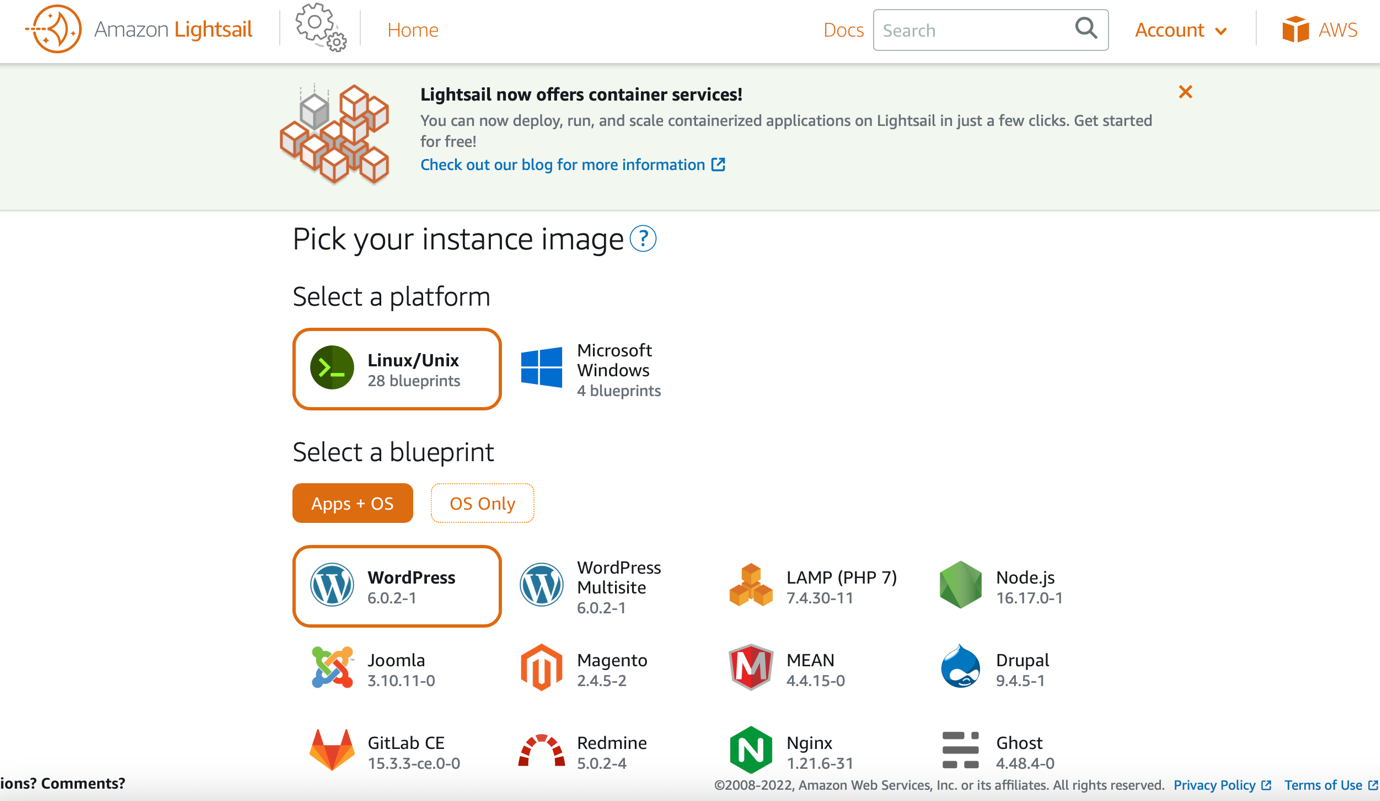 Amazon Lightsail
Home
Docs
Search
Account
AWS
Lightsail now offers container services!
You can now deploy, run, and scale containerized applications on Lightsail in just a few clicks. Get started
for free!
Check out our blog for more information
Pick your instance image ?
Select a platform
Linux/Unix
28 blueprints
Microsoft
Windows
4 blueprints
Select a blueprint
Apps + OS
OS Only
WordPress
6.0.2-1
WordPress
Multisite
6.0.2-1
LAMP (PHP 7)
7.4.30-11
Node.js
16.17.0-1
Joomla
3.10.11-0
Magento
2.4.5-2
MEAN
4.4.15-0
Drupal
9.4.5-1
GitLab CE
15.3.3-ce.0-0
Redmine
5.0.2-4
Nginx
1.21.6-31
Ghost
4.48.4-0
ions? Comments?
©2008-2022, Amazon Web Services, Inc. or its affiliates. All rights reserved.
Privacy Policy
Terms of Use